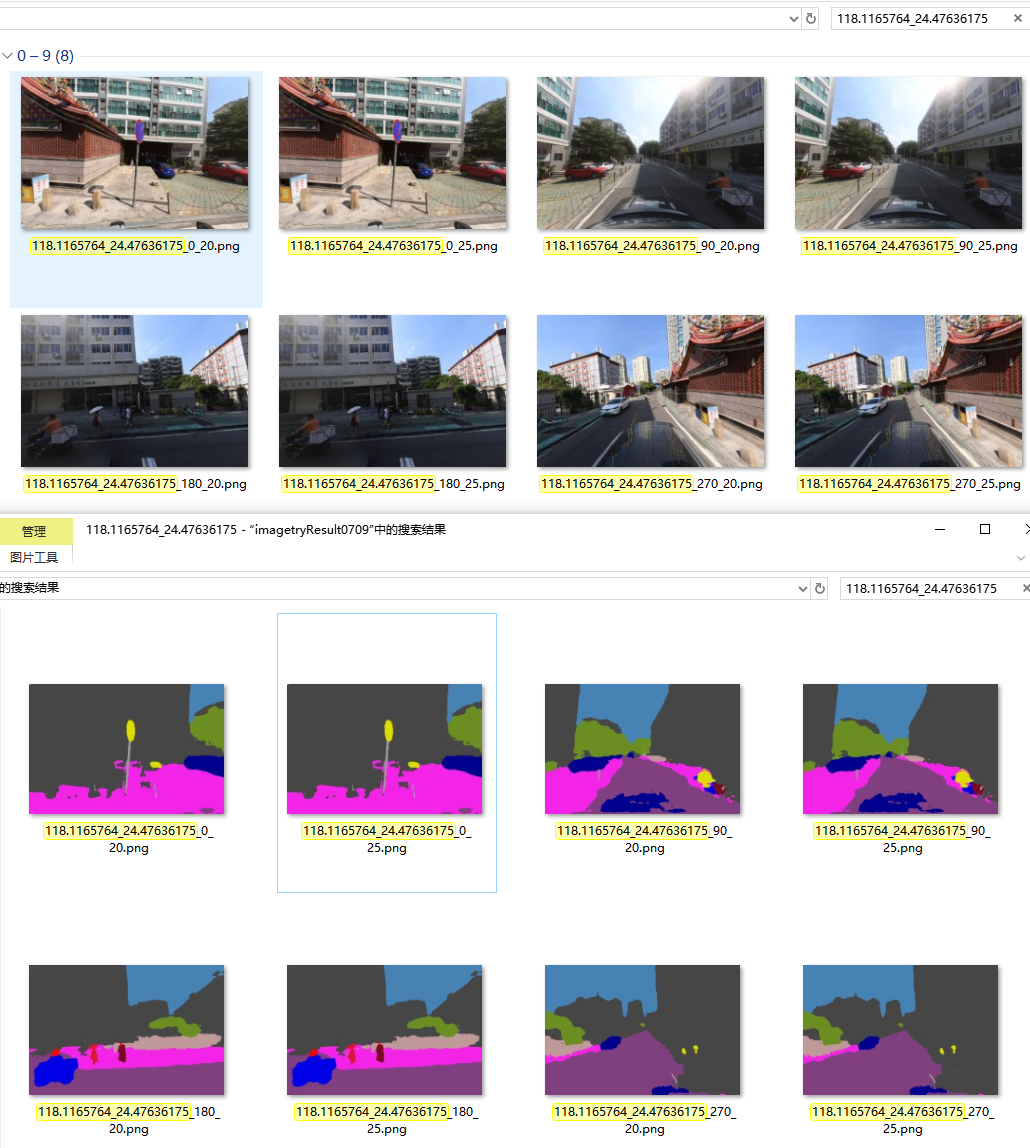 118.1165764_24.47636175
0 – 9 (8)
118.1165764_24.47636175_0_20.png
118.1165764_24.47636175_0_25.png
118.1165764_24.47636175_90_20.png
118.1165764_24.47636175_90_25.png
118.1165764_24.47636175_180_20.png
118.1165764_24.47636175_180_25.png
118.1165764_24.47636175_270_20.png
118.1165764_24.47636175_270_25.png
管理
118.1165764_24.47636175 - “imagetryResult0709”中的搜索结果
图片工具
的搜索结果
118.1165764_24.47636175
118.1165764_24.47636175_0_
20.png
118.1165764_24.47636175_0_
25.png
118.1165764_24.47636175_90_
20.png
118.1165764_24.47636175_90_
25.png
118.1165764_24.47636175_180_
20.png
118.1165764_24.47636175_180_
25.png
118.1165764_24.47636175_270_
20.png
118.1165764_24.47636175_270_
25.png